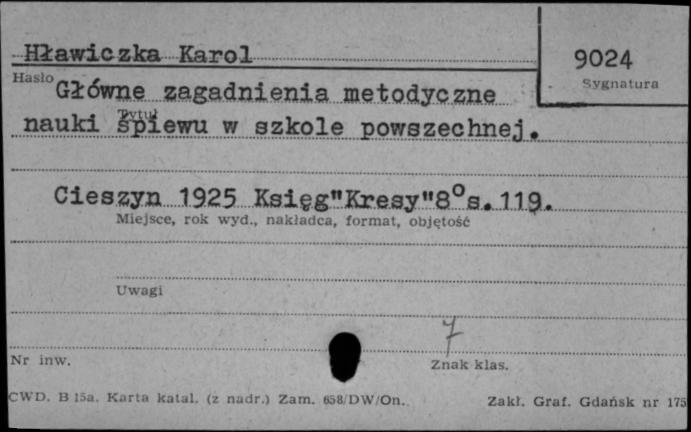 Hławiczka Karol
9024
Hasło
Sygnatura
Główne zagadnienia metodyczne
Tytuł
nauki śpiewu w szkole powszechnej.
Cieszyn 1925 Księg"Kresy"8°s.119.
Miejsce, rok wyd., nakładca, format, objętość
Uwagi
7
Nr inw.
Znak klas.
CWD. B 15a. Karta katal. (z nadr.) Zam. 658/DW/On.
Zakł. Graf. Gdańsk nr 175